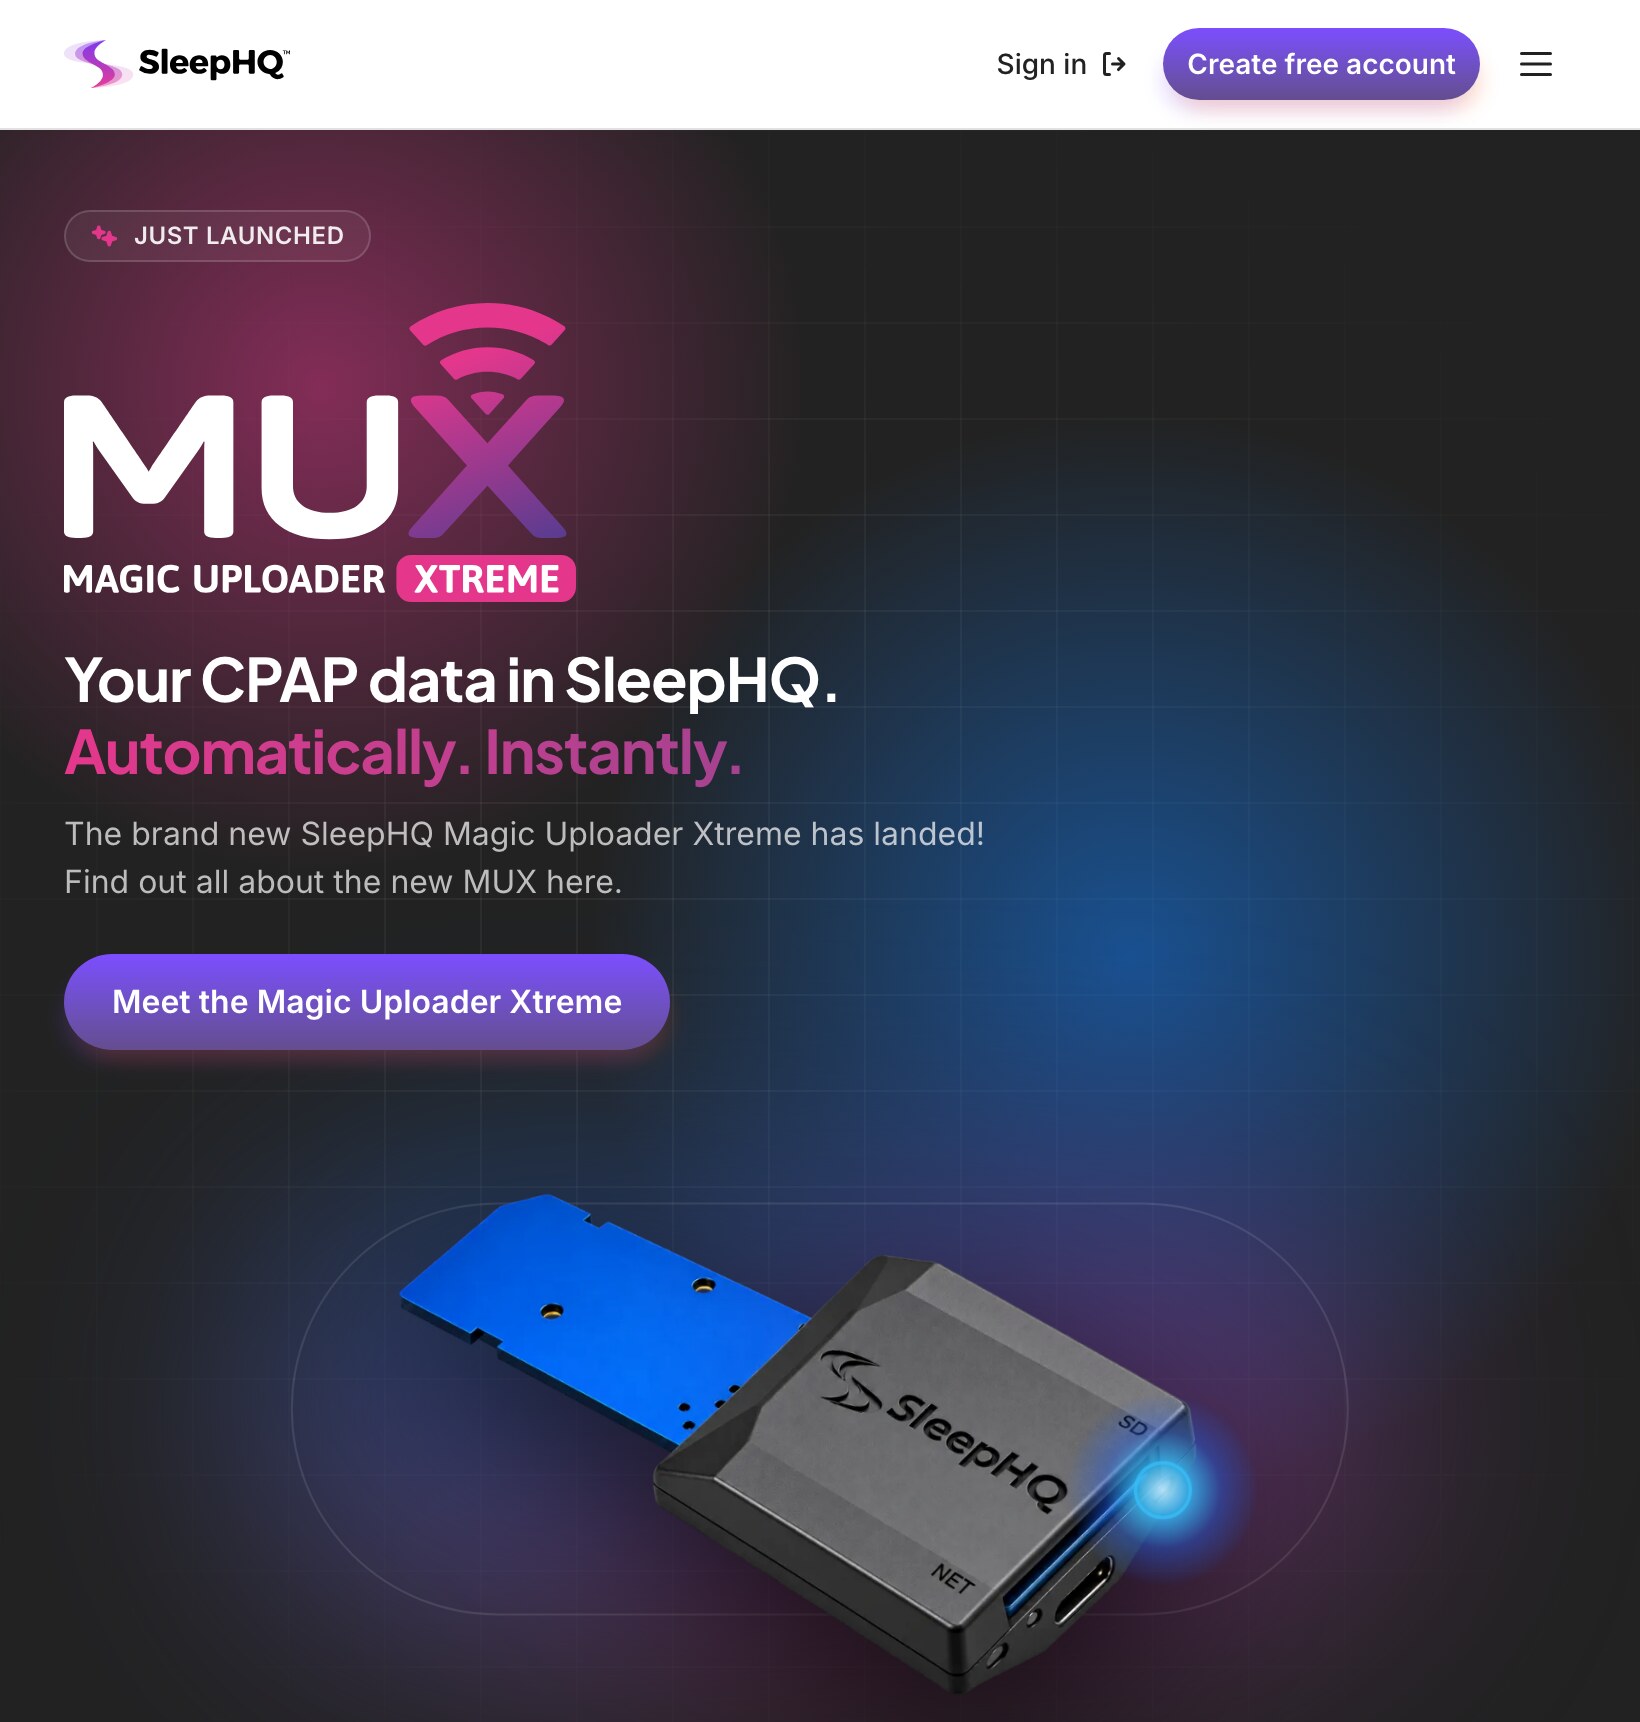 SleepHQ™
Sign in
Create free account
JUST LAUNCHED
MUX
MAGIC UPLOADER XTREME
Your CPAP data in SleepHQ.
Automatically. Instantly.
The brand new SleepHQ Magic Uploader Xtreme has landed!
Find out all about the new MUX here.
Meet the Magic Uploader Xtreme
SD
SleepHQ
NET